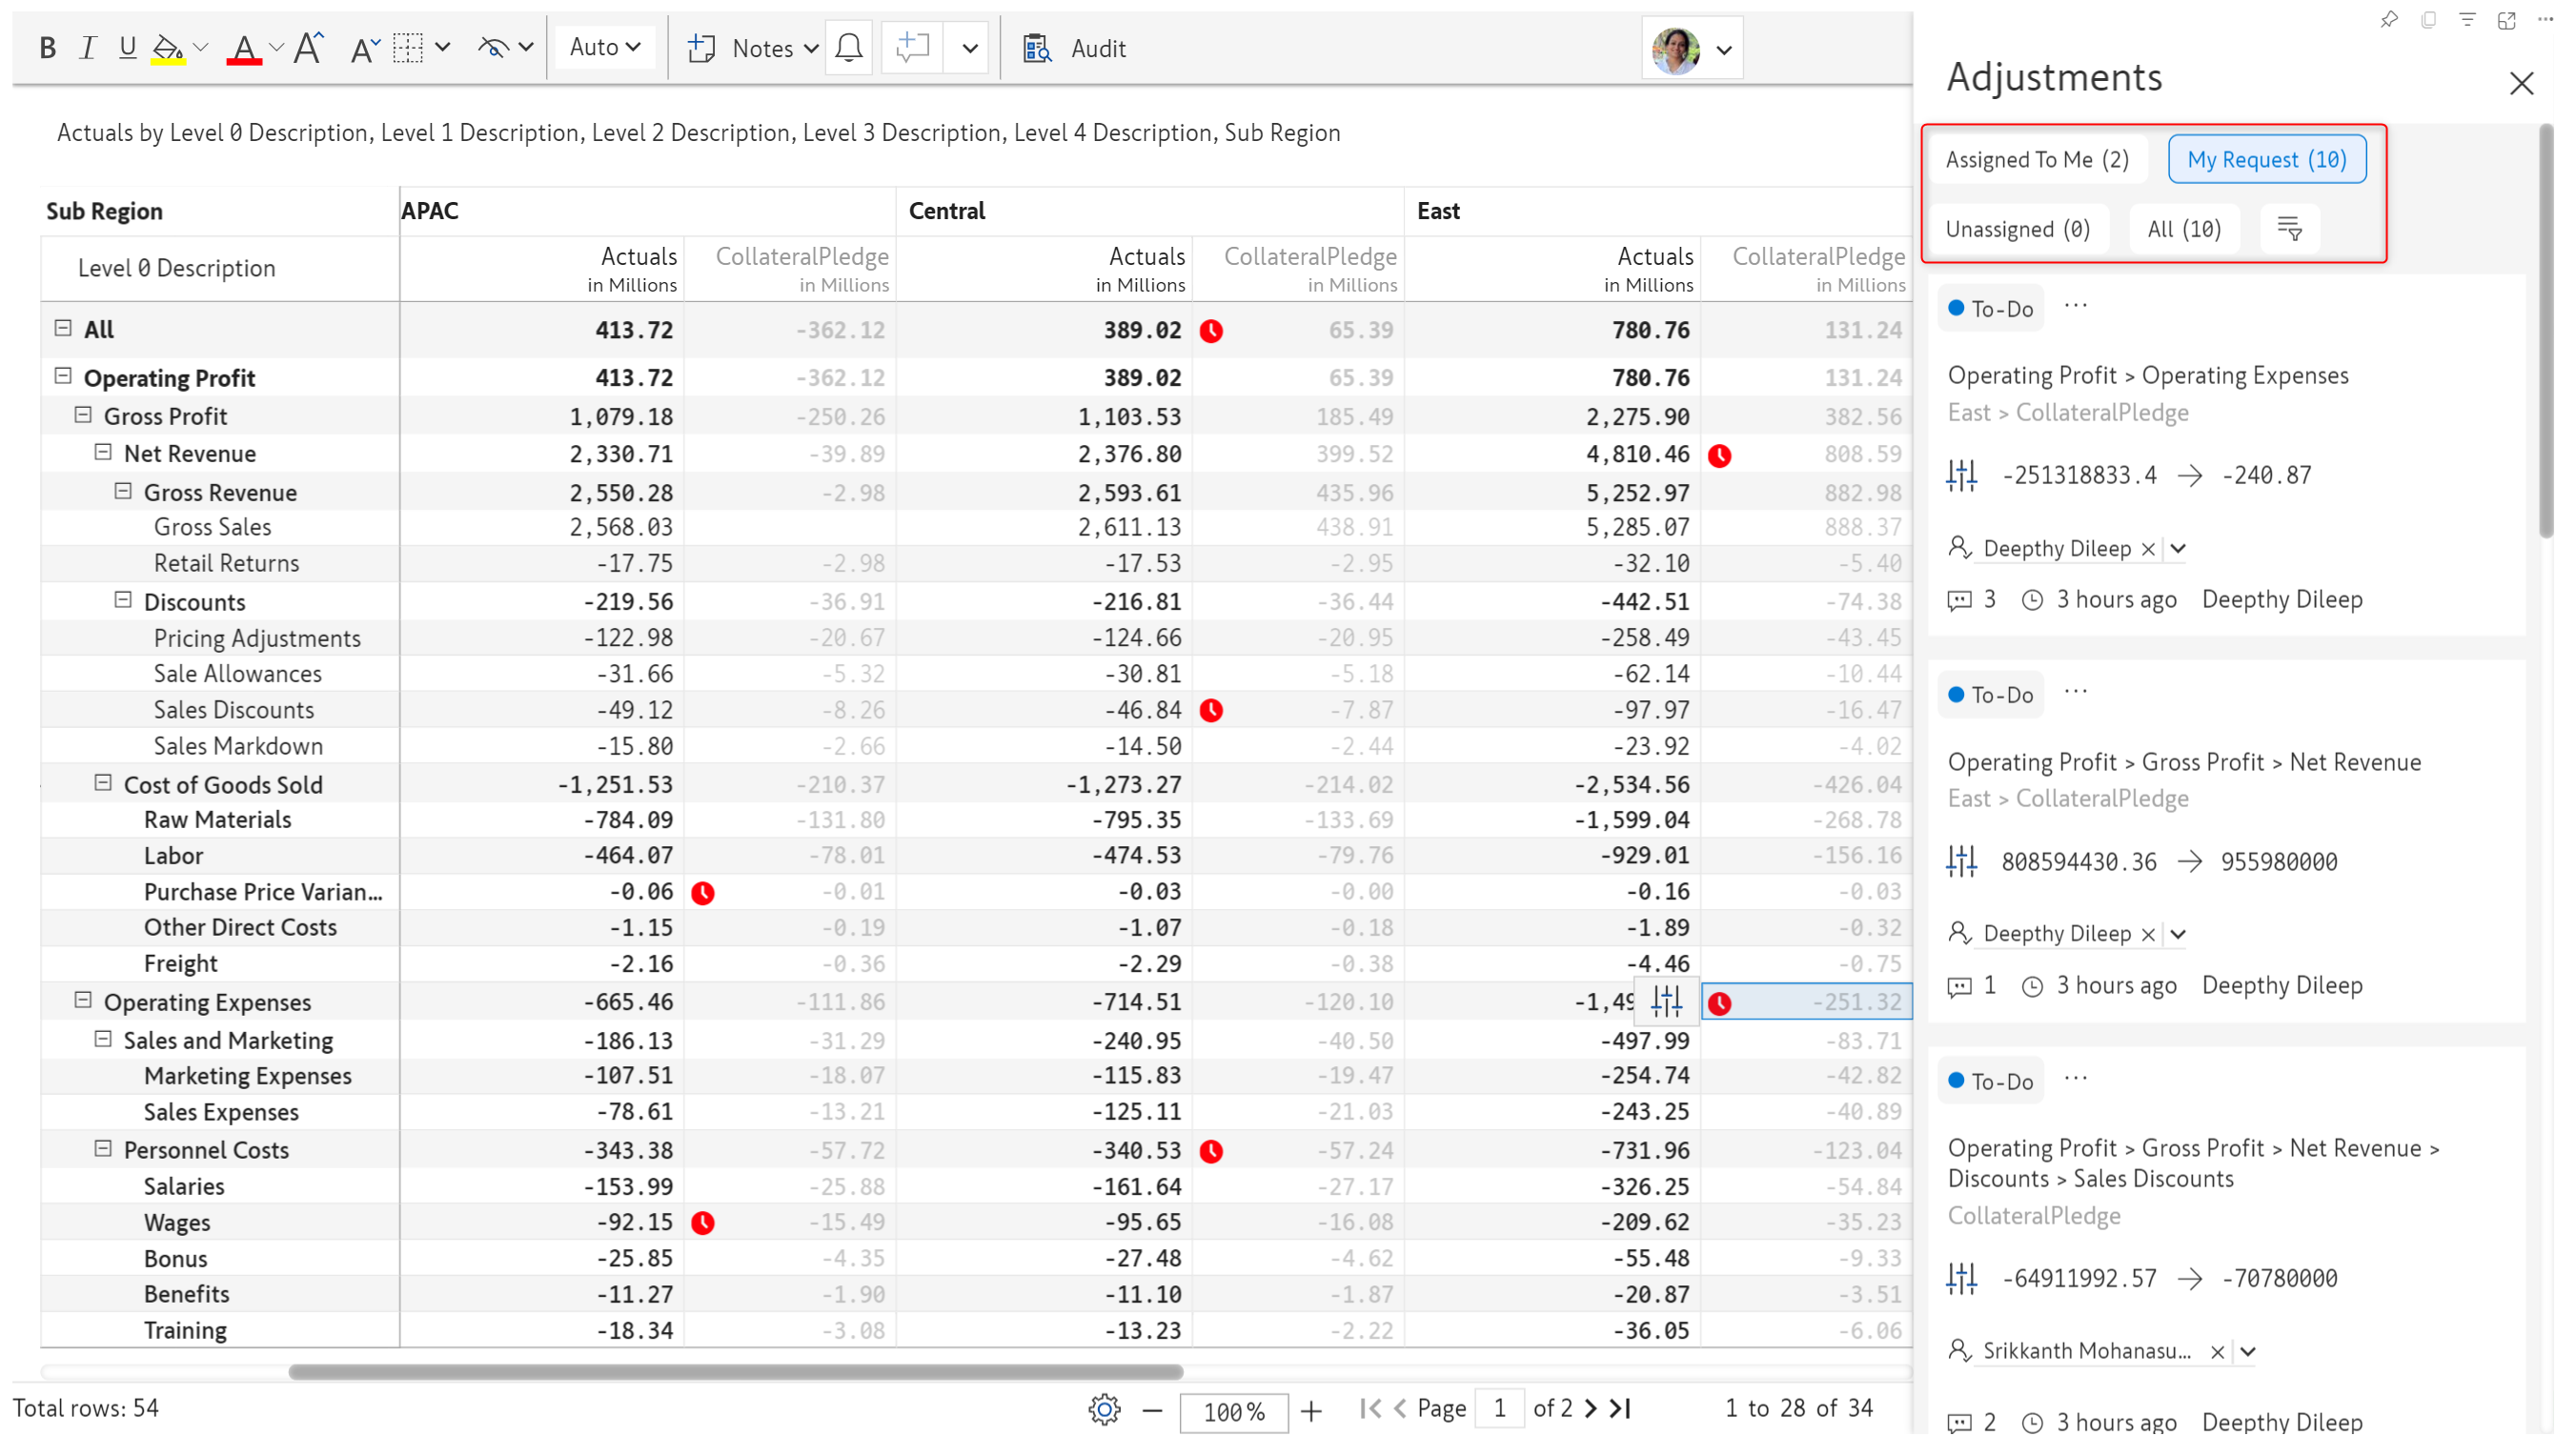 B I U A A A Auto Notes Audit
Adjustments
Actuals by Level 0 Description, Level 1 Description, Level 2 Description, Level 3 Description, Level 4 Description, Sub Region
Sub Region APAC Central East
Level 0 Description Actuals CollateralPledge Actuals CollateralPledge Actuals CollateralPledge
in Millions in Millions in Millions in Millions in Millions in Millions
All 413.72 -362.12 389.02 65.39 780.76 131.24
Operating Profit 413.72 -362.12 389.02 65.39 780.76 131.24
Gross Profit 1,079.18 -250.26 1,103.53 185.49 2,275.90 382.56
Net Revenue 2,330.71 -39.89 2,376.80 399.52 4,810.46 808.59
Gross Revenue 2,550.28 -2.98 2,593.61 435.96 5,252.97 882.98
Gross Sales 2,568.03 2,611.13 438.91 5,285.07 888.37
Retail Returns -17.75 -2.98 -17.53 -2.95 -32.10 -5.40
Discounts -219.56 -36.91 -216.81 -36.44 -442.51 -74.38
Pricing Adjustments -122.98 -20.67 -124.66 -20.95 -258.49 -43.45
Sale Allowances -31.66 -5.32 -30.81 -5.18 -62.14 -10.44
Sales Discounts -49.12 -8.26 -46.84 -7.87 -97.97 -16.47
Sales Markdown -15.80 -2.66 -14.50 -2.44 -23.92 -4.02
Cost of Goods Sold -1,251.53 -210.37 -1,273.27 -214.02 -2,534.56 -426.04
Raw Materials -784.09 -131.80 -795.35 -133.69 -1,599.04 -268.78
Labor -464.07 -78.01 -474.53 -79.76 -929.01 -156.16
Purchase Price Varian... -0.06 -0.01 -0.03 -0.00 -0.16 -0.03
Other Direct Costs -1.15 -0.19 -1.07 -0.18 -1.89 -0.32
Freight -2.16 -0.36 -2.29 -0.38 -4.46 -0.75
Operating Expenses -665.46 -111.86 -714.51 -120.10 -1,49 -251.32
Sales and Marketing -186.13 -31.29 -240.95 -40.50 -497.99 -83.71
Marketing Expenses -107.51 -18.07 -115.83 -19.47 -254.74 -42.82
Sales Expenses -78.61 -13.21 -125.11 -21.03 -243.25 -40.89
Personnel Costs -343.38 -57.72 -340.53 -57.24 -731.96 -123.04
Salaries -153.99 -25.88 -161.64 -27.17 -326.25 -54.84
Wages -92.15 -15.49 -95.65 -16.08 -209.62 -35.23
Bonus -25.85 -4.35 -27.48 -4.62 -55.48 -9.33
Benefits -11.27 -1.90 -11.10 -1.87 -20.87 -3.51
Training -18.34 -3.08 -13.23 -2.22 -36.05 -6.06
Total rows: 54 100% Page 1 of 2 1 to 28 of 34
Assigned To Me (2) My Request (10)
Unassigned (0) All (10)
To-Do ...
Operating Profit > Operating Expenses
East > CollateralPledge
-251318833.4 → -240.87
Deepthy Dileep
3 3 hours ago Deepthy Dileep
To-Do ...
Operating Profit > Gross Profit > Net Revenue
East > CollateralPledge
808594430.36 → 955980000
Deepthy Dileep
1 3 hours ago Deepthy Dileep
To-Do ...
Operating Profit > Gross Profit > Net Revenue >
Discounts > Sales Discounts
CollateralPledge
-64911992.57 → -70780000
Srikkanth Mohanasu...
2 3 hours ago Deepthy Dileep